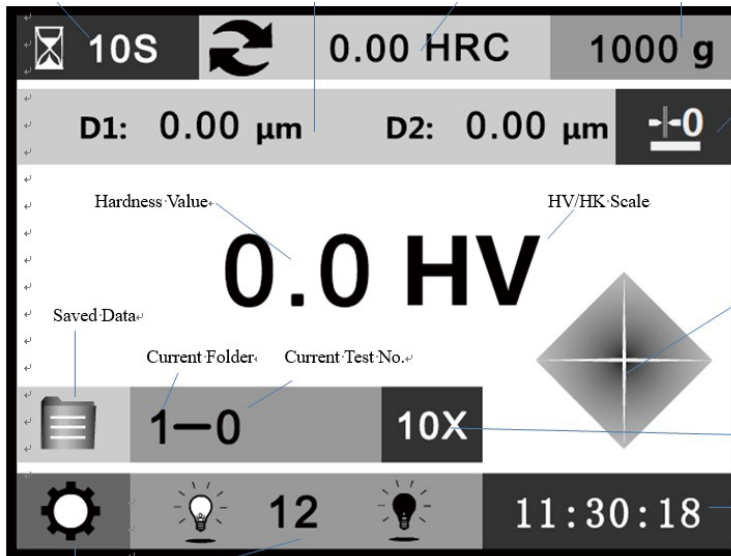 10S 0.00 HRC 1000 g
D1: 0.00 μm D2: 0.00 μm -0
Hardness Value HV/HK Scale
0.0 HV
Saved Data
Current Folder Current Test No.
1—0 10X
12 11:30:18